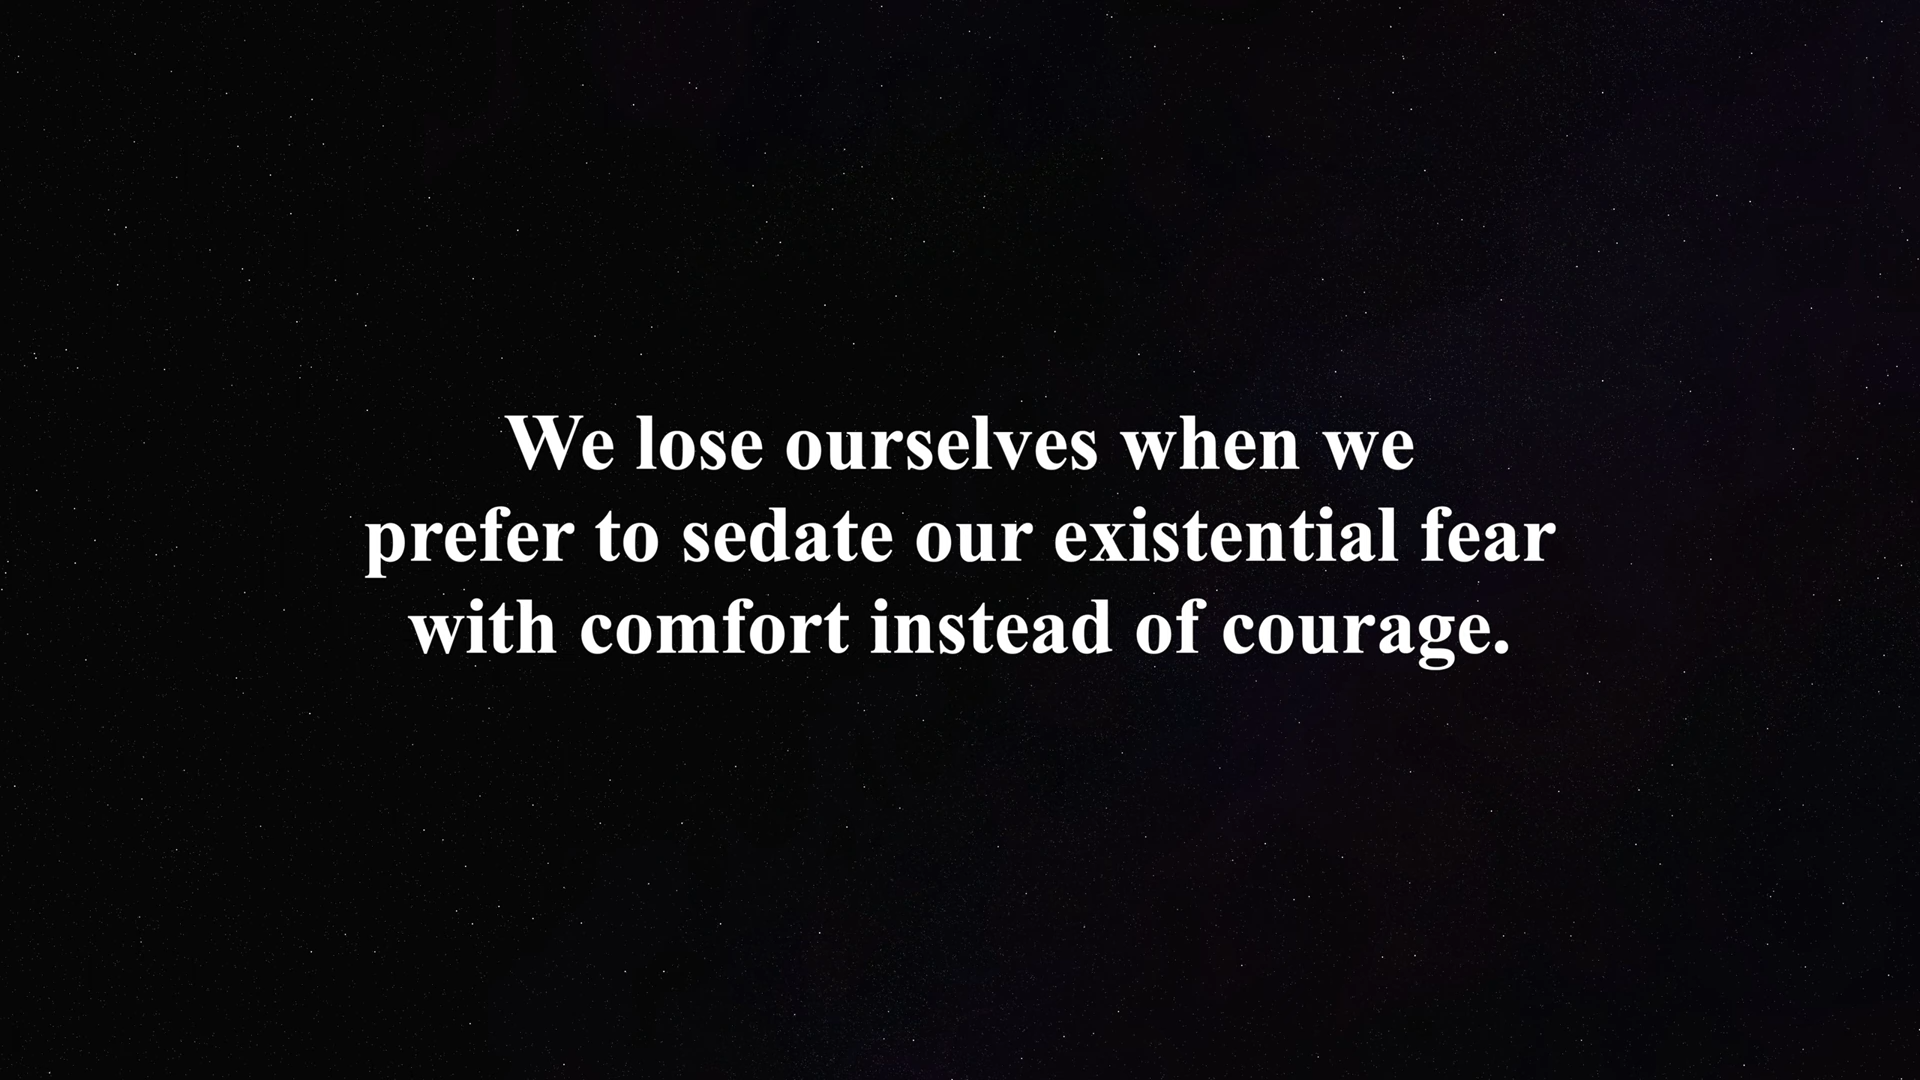 We lose ourselves when we
prefer to sedate our existential fear
with comfort instead of courage.